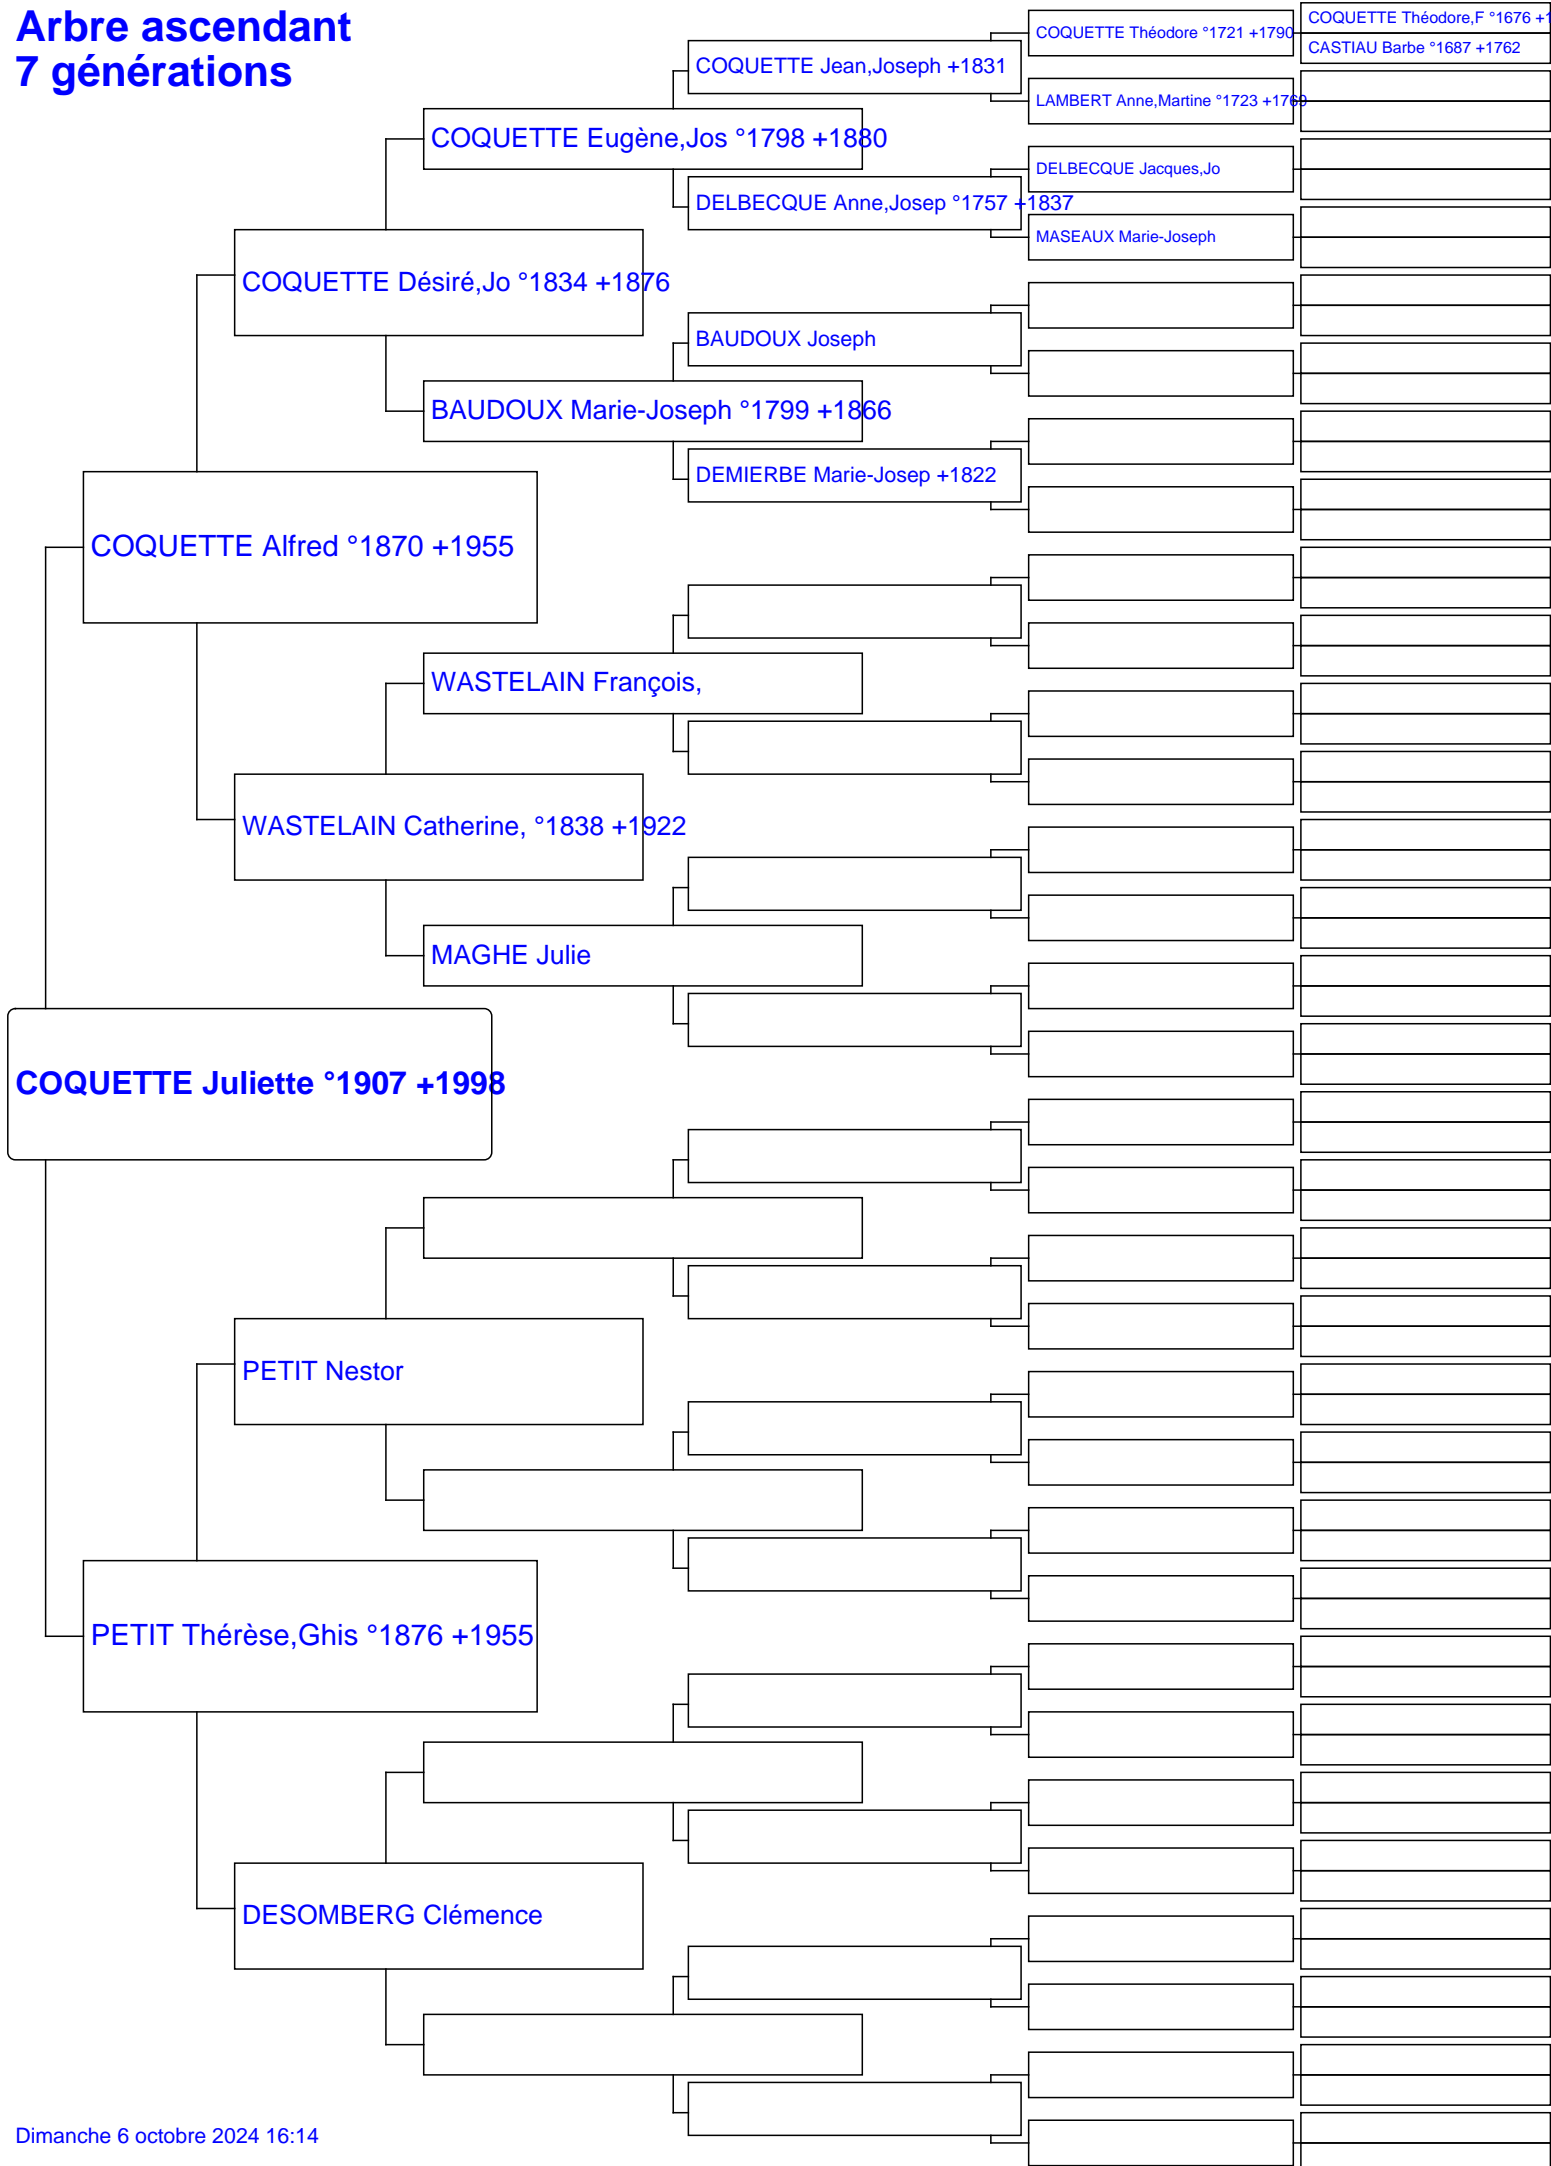 Arbre ascendant
7 générations
COQUETTE Théodore,F °1676 +1
COQUETTE Théodore °1721 +1790
CASTIAU Barbe °1687 +1762
COQUETTE Jean,Joseph +1831
LAMBERT Anne,Martine °1723 +1769
COQUETTE Eugène,Jos °1798 +1880
DELBECQUE Jacques,Jo
DELBECQUE Anne,Josep °1757 +1837
MASEAUX Marie-Joseph
COQUETTE Désiré,Jo °1834 +1876
BAUDOUX Joseph
BAUDOUX Marie-Joseph °1799 +1866
DEMIERBE Marie-Josep +1822
COQUETTE Alfred °1870 +1955
WASTELAIN François,
WASTELAIN Catherine, °1838 +1922
MAGHE Julie
COQUETTE Juliette °1907 +1998
PETIT Nestor
PETIT Thérèse,Ghis °1876 +1955
DESOMBERG Clémence
Dimanche 6 octobre 2024 16:14